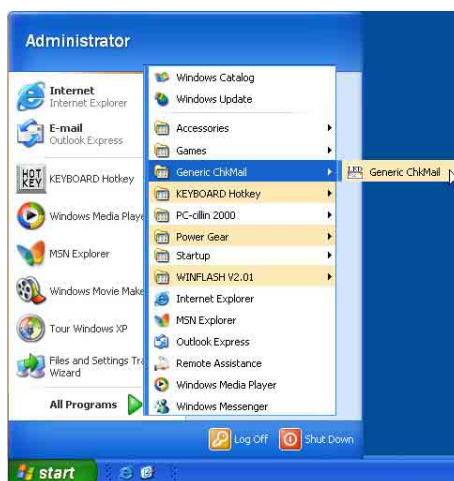 Administrator
Internet
Internet Explorer
E-mail
Outlook Express
HOT
KEY
KEYBOARD Hotkey
Windows Media Playe
MSN Explorer
Windows Movie Make
Tour Windows XP
Files and Settings Tra
Wizard
All Programs
Windows Catalog
Windows Update
Accessories
Games
Generic ChkMail
KEYBOARD Hotkey
PC-cillin 2000
Power Gear
Startup
WINFLASH V2.01
Internet Explorer
MSN Explorer
Outlook Express
Remote Assistance
Windows Media Player
Windows Messenger
LED
Generic ChkMail
Log Off
Shut Down
start